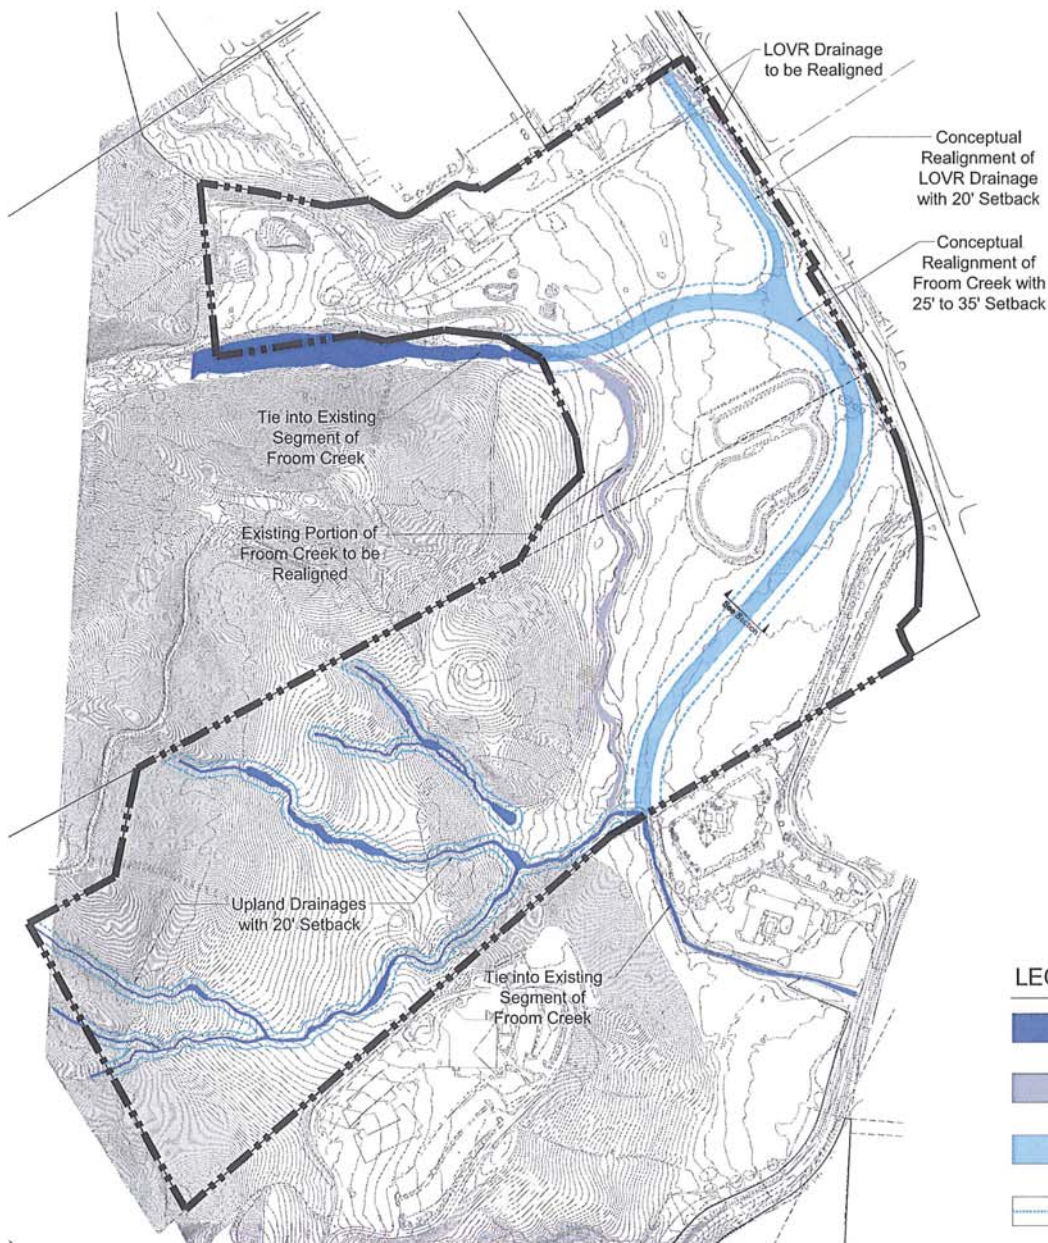 LOVR Drainage
to be Realigned
Conceptual
Realignment of
LOVR Drainage
with 20' Setback
Conceptual
Realignment of
Froom Creek with
25' to 35' Setback
Tie into Existing
Segment of
Froom Creek
Existing Portion of
Froom Creek to be
Realigned
See Section
Upland Drainages
with 20' Setback
Tie into Existing
Segment of
Froom Creek